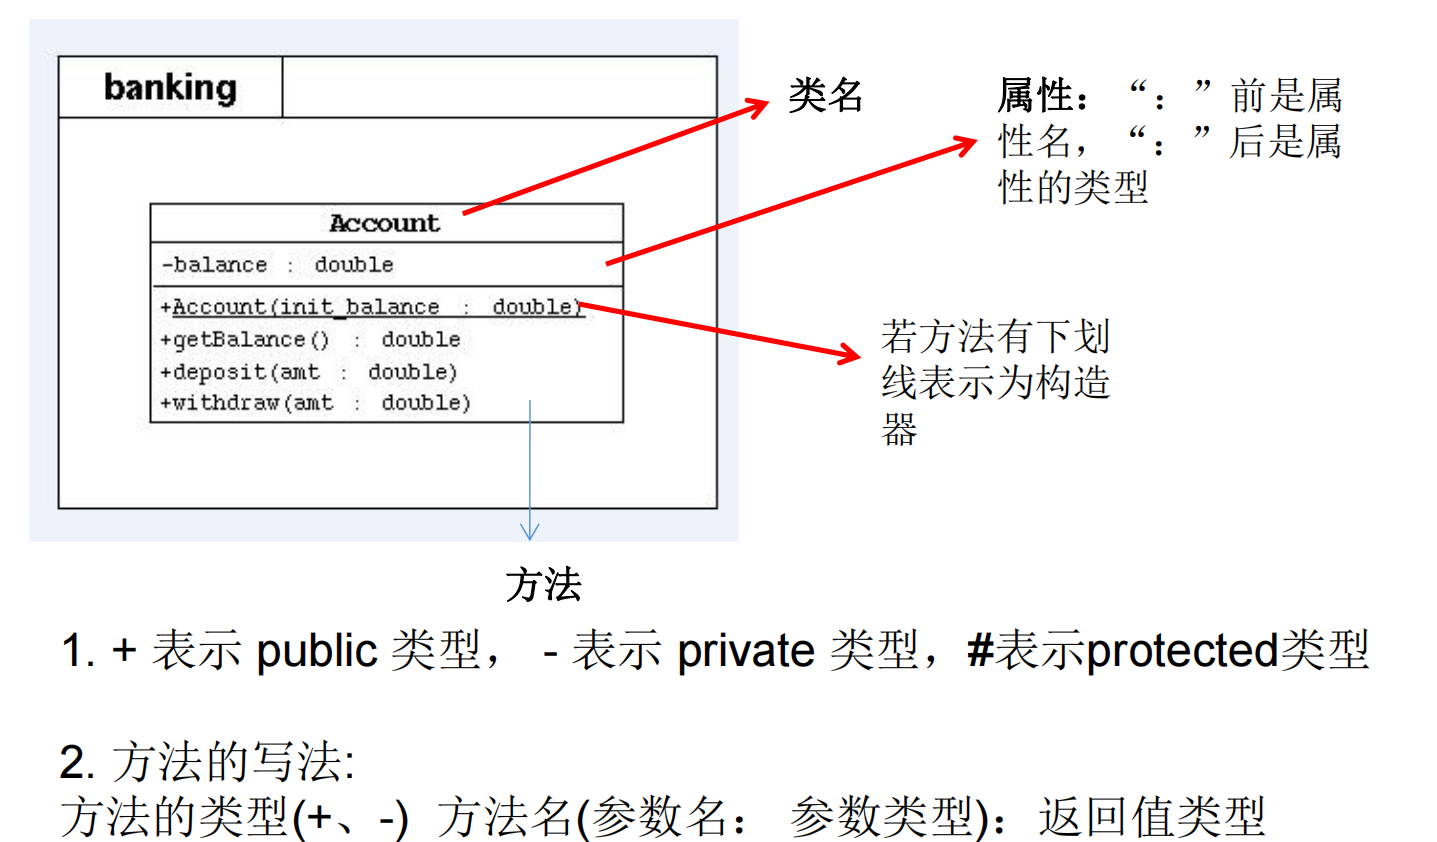 banking
类名
属性：“：”前是属
性名，“：”后是属
性的类型
Account
-balance : double
+Account(init_balance : double)
+getBalance() : double
+deposit(amt : double)
+withdraw(amt : double)
若方法有下划
线表示为构造
器
方法
1. + 表示 public 类型， - 表示 private 类型，#表示protected类型
2. 方法的写法:
方法的类型(+、-) 方法名(参数名： 参数类型)：返回值类型